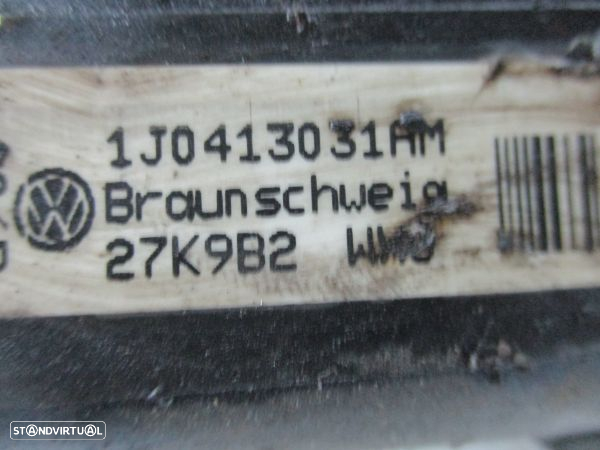 1J0413031AM
Braunschweig
27K9B2
STANDVIRTUAL